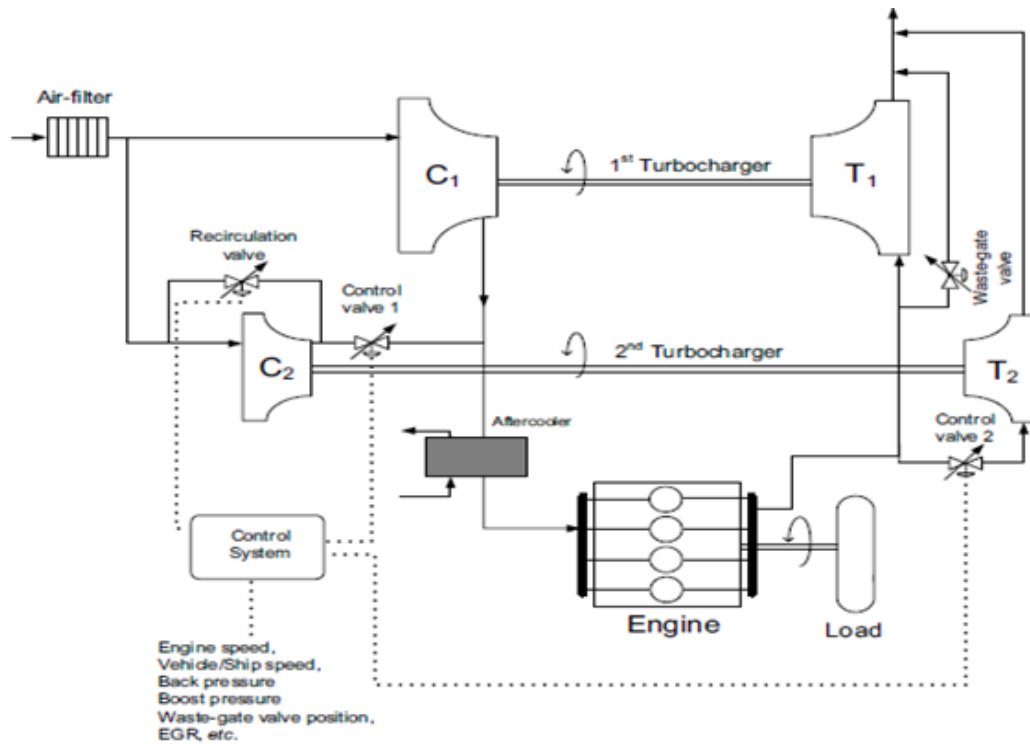 Air-filter
C1
1st Turbocharger
T1
Waste-gate
valve
Recirculation
valve
Control
valve 1
C2
2nd Turbocharger
T2
Control
valve 2
Aftercooler
Control
System
Engine
Load
Engine speed,
Vehicle/Ship speed,
Back pressure
Boost pressure
Waste-gate valve position,
EGR, etc.